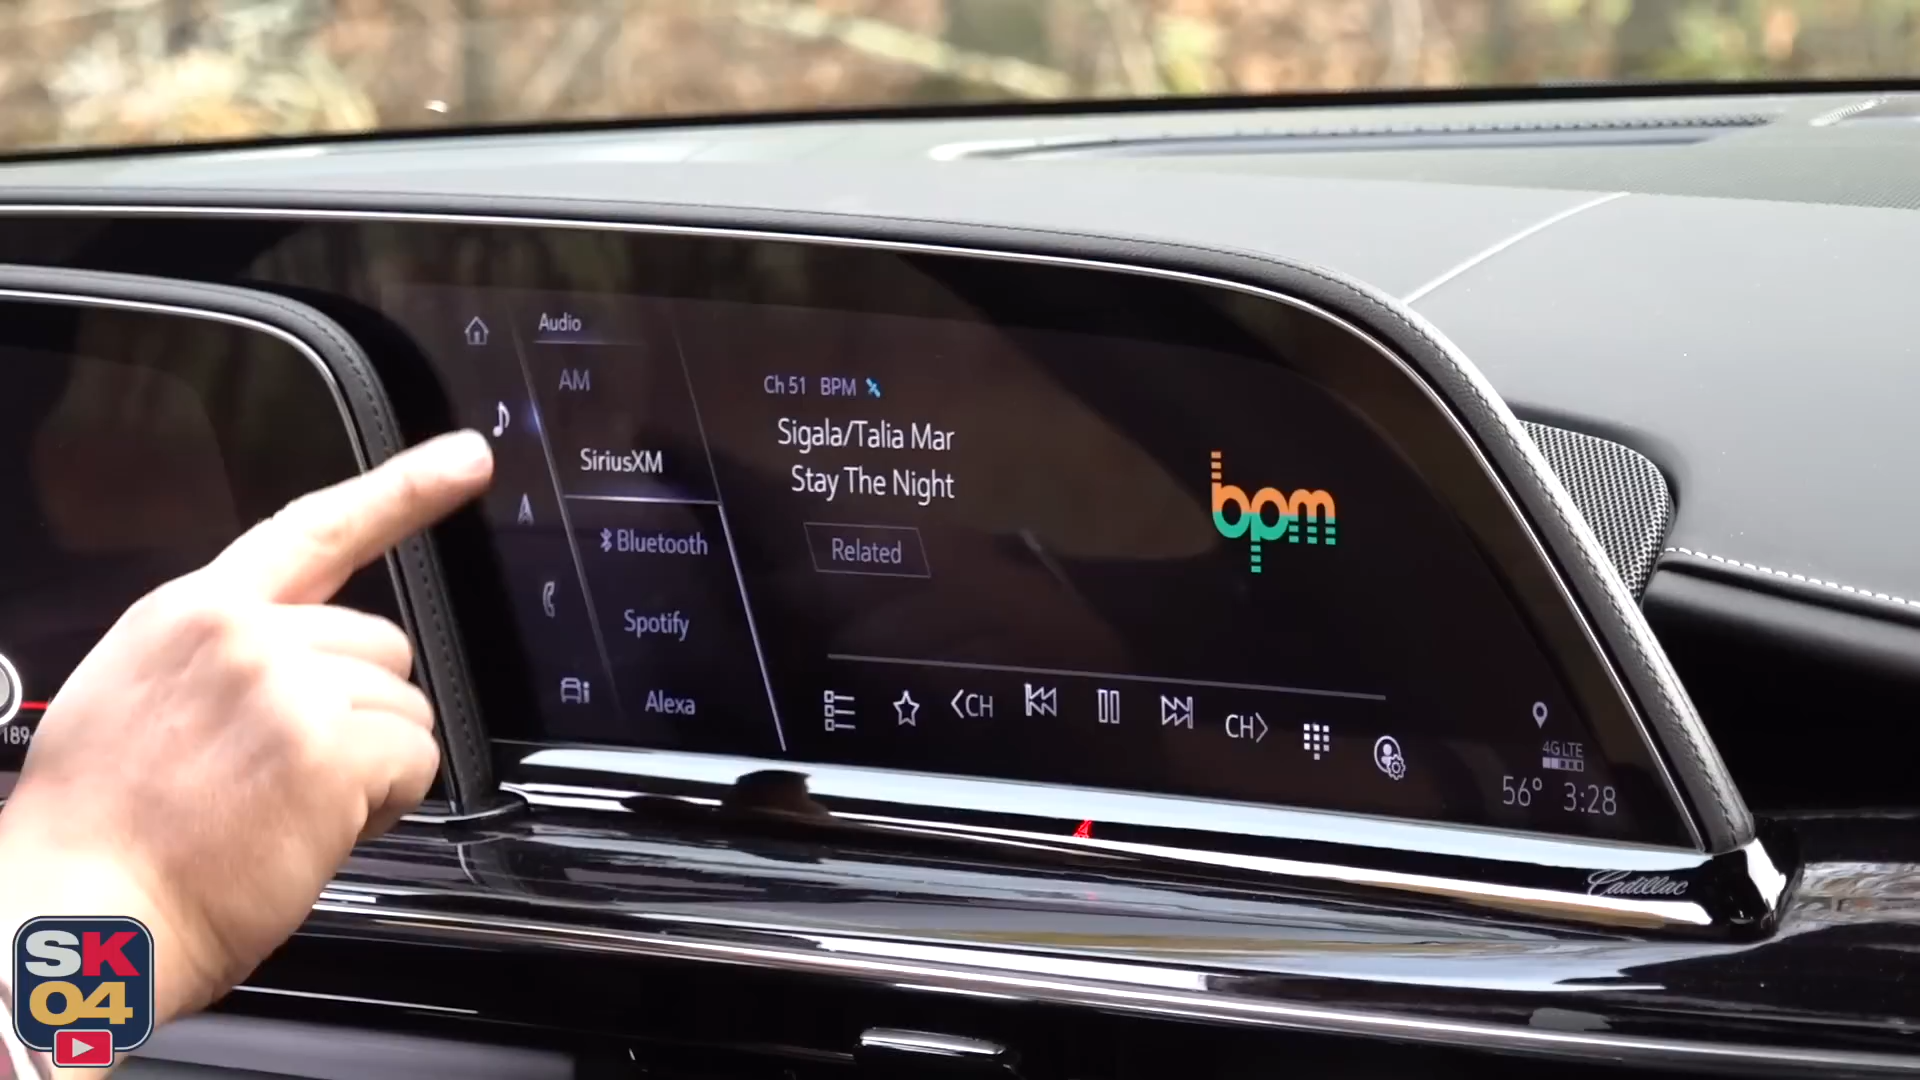 Audio
AM
SiriusXM
Bluetooth
Spotify
Alexa
Ch 51 BPM
Sigala/Talia Mar
Stay The Night
Related
bpm
<CH
CH>
4G LTE
56° 3:28
Cadillac
189
SK
04